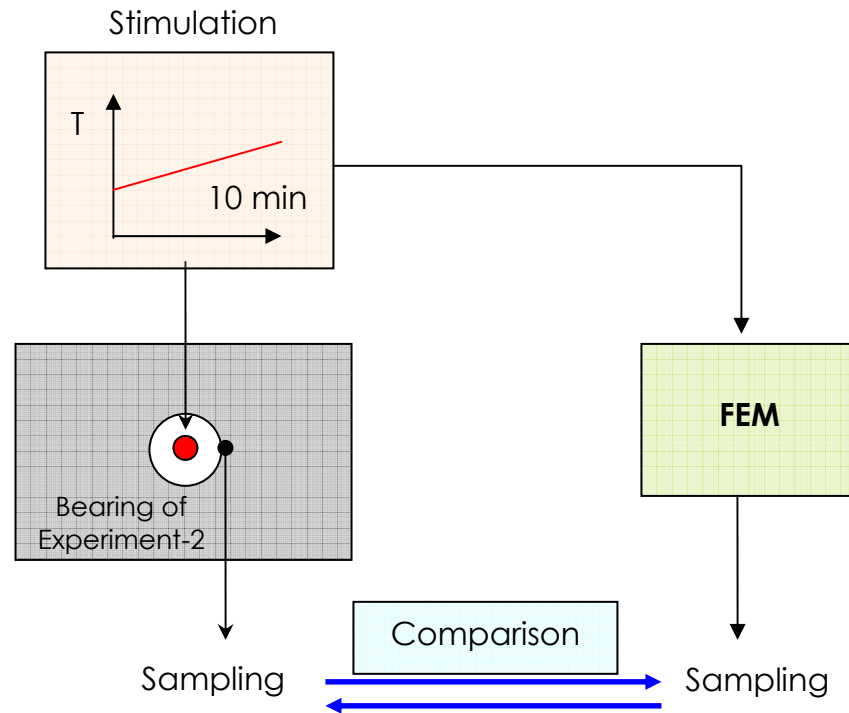 Stimulation
T
10 min
FEM
Bearing of
Experiment-2
Comparison
Sampling
Sampling